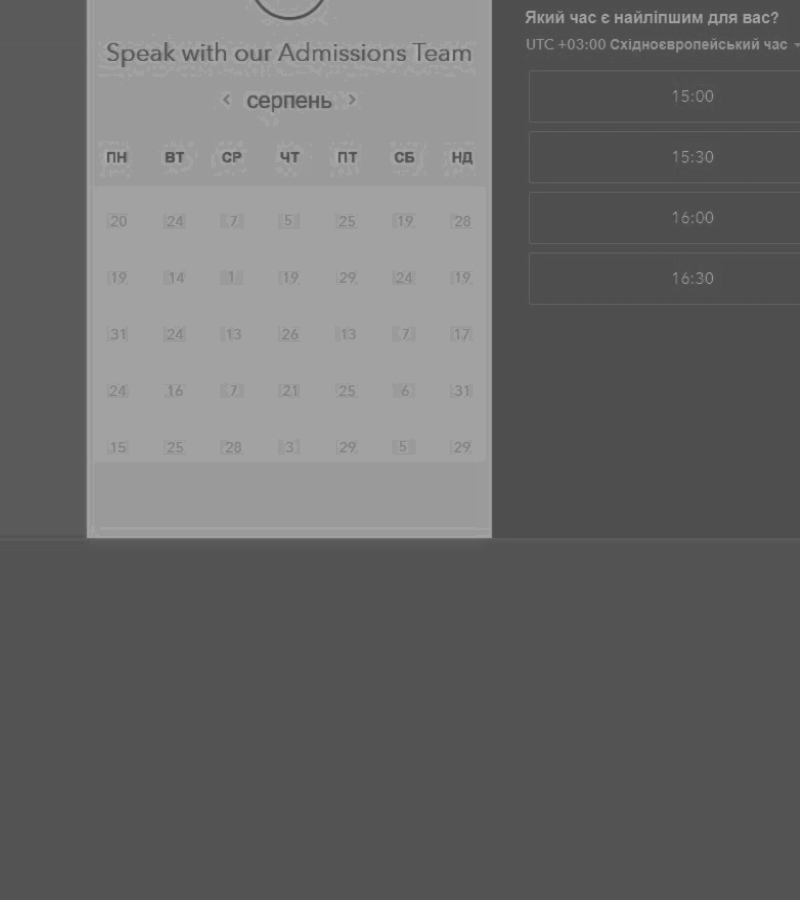 Speak with our Admissions Team
‹ серпень ›
ПН ВТ СР ЧТ ПТ СБ НД
20 24 7 5 25 19 28
19 14 1 19 29 24 19
31 24 13 26 13 7 17
24 16 7 21 25 6 31
15 25 28 3 29 5 29
Який час є найліпшим для вас?
UTC +03:00 Східноєвропейський час
15:00
15:30
16:00
16:30